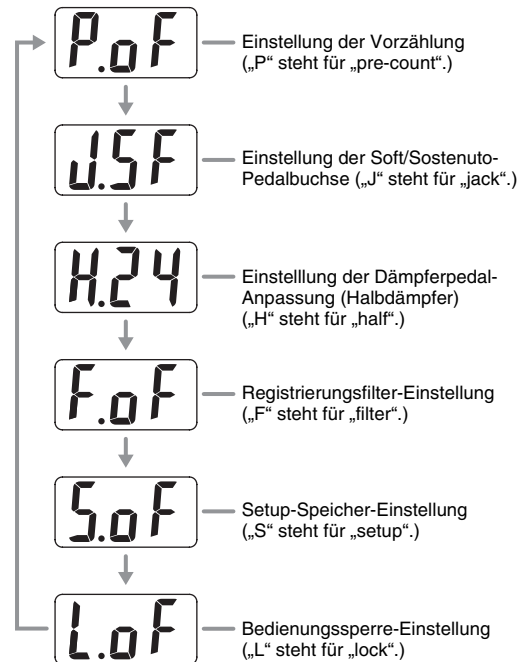 P.oF
Einstellung der Vorzählung
(„P“ steht für „pre-count“.)
J.SF
Einstellung der Soft/Sostenuto-
Pedalbuchse („J“ steht für „jack“.)
H.24
Einstelllung der Dämpferpedal-
Anpassung (Halbdämpfer)
(„H“ steht für „half“.)
F.oF
Registrierungsfilter-Einstellung
(„F“ steht für „filter“.)
S.oF
Setup-Speicher-Einstellung
(„S“ steht für „setup“.)
L.oF
Bedienungssperre-Einstellung
(„L“ steht für „lock“.)